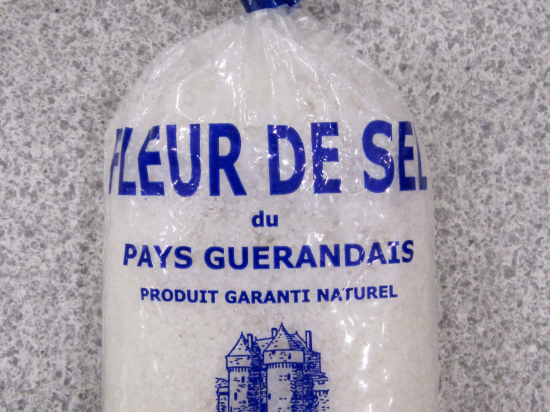 FLEUR DE SEL
du
PAYS GUERANDAIS
PRODUIT GARANTI NATUREL